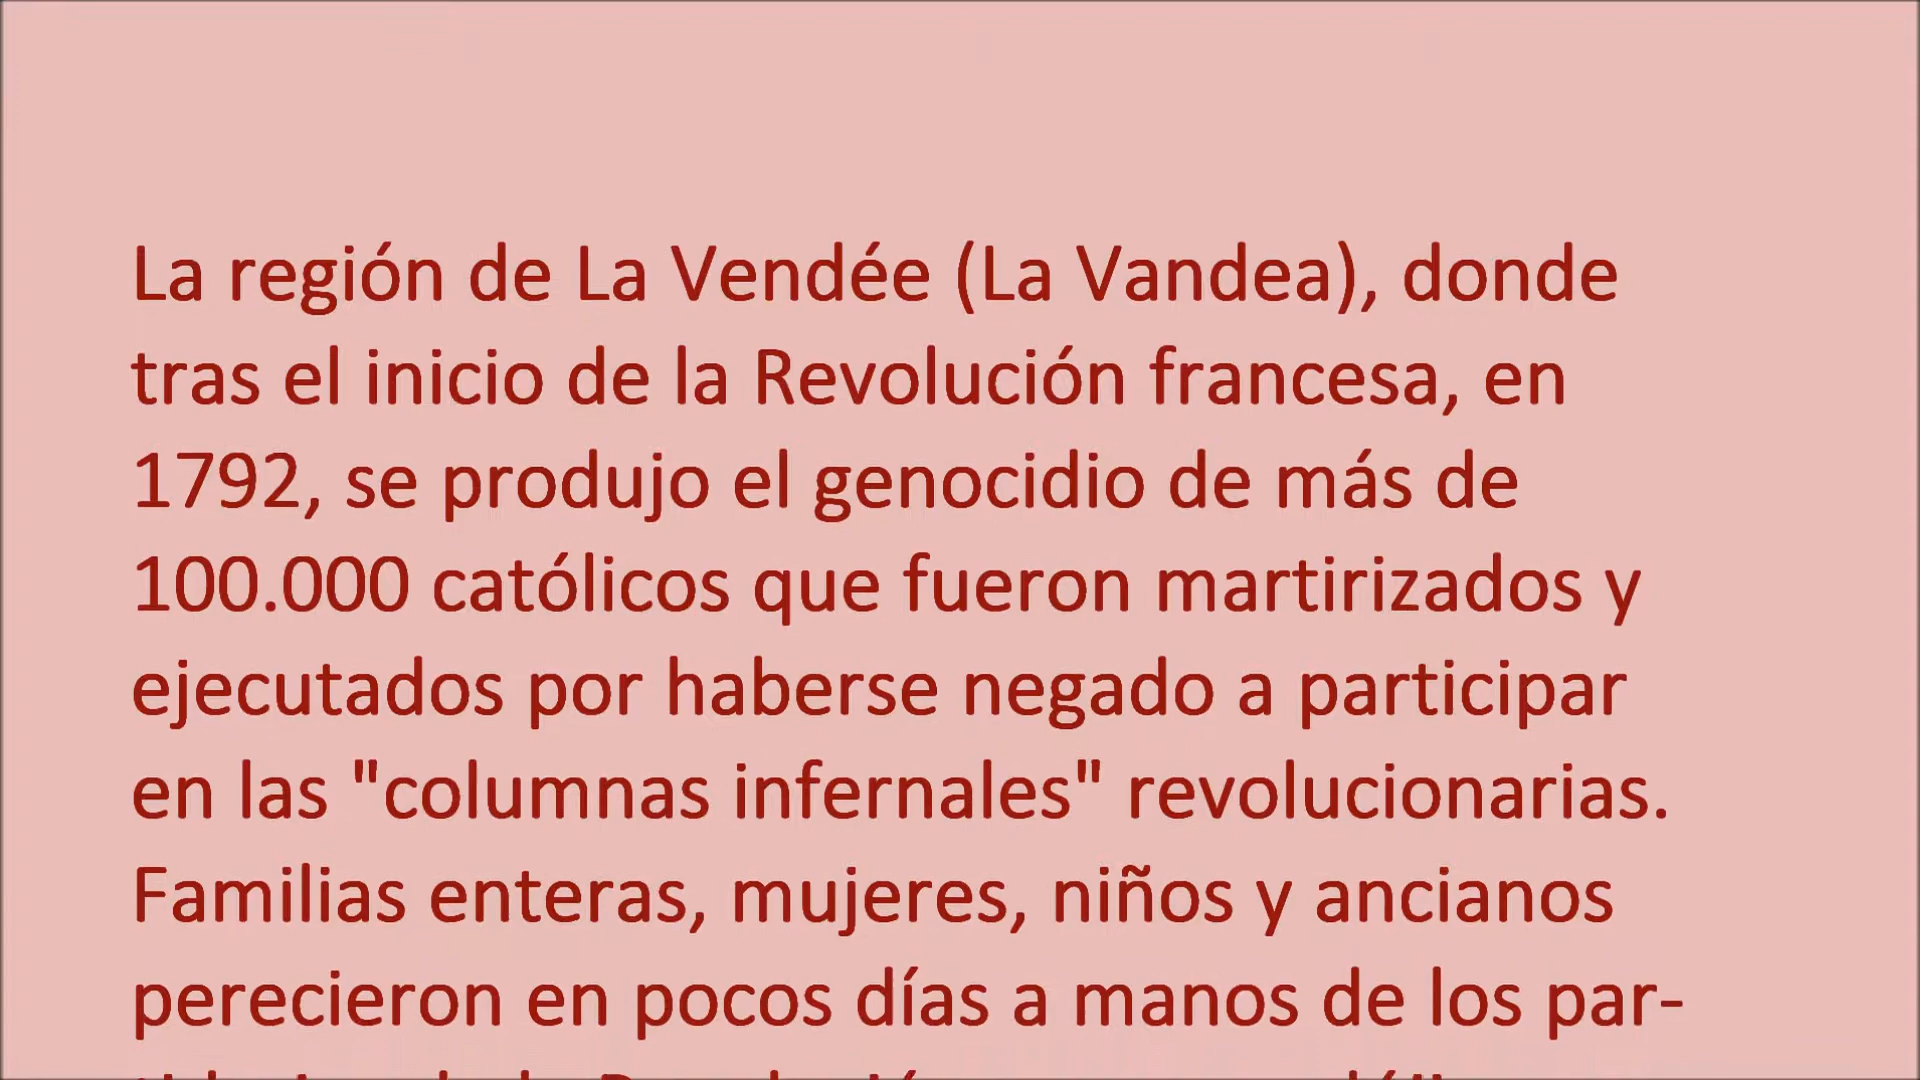 La región de La Vendée (La Vandea), donde
tras el inicio de la Revolución francesa, en
1792, se produjo el genocidio de más de
100.000 católicos que fueron martirizados y
ejecutados por haberse negado a participar
en las "columnas infernales" revolucionarias.
Familias enteras, mujeres, niños y ancianos
perecieron en pocos días a manos de los par-